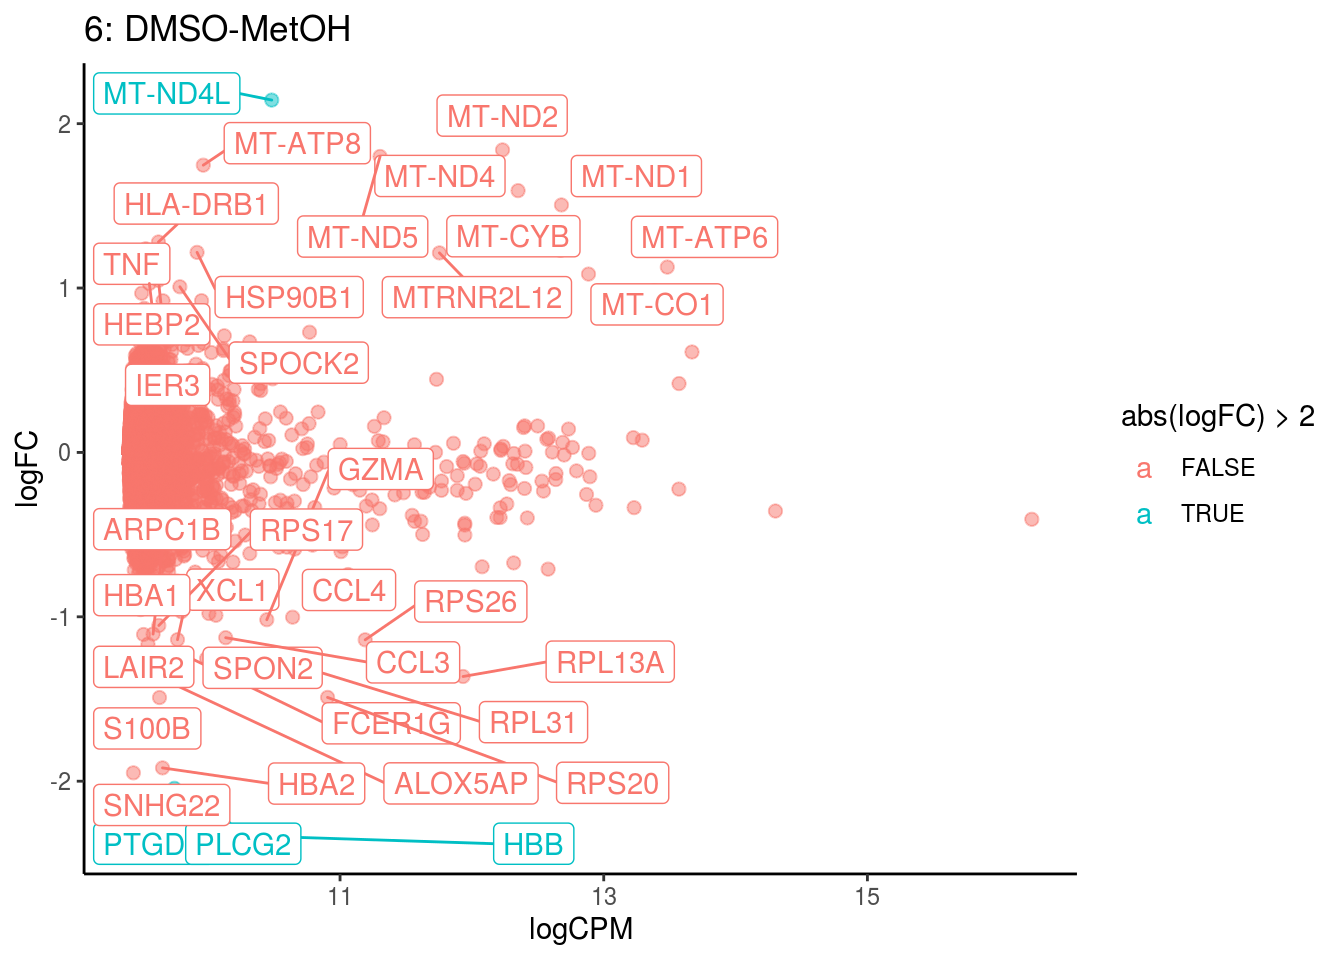 6: DMSO-MetOH
MT-ND4L
MT-ND2
MT-ATP8
MT-ND4
MT-ND1
HLA-DRB1
MT-ND5
MT-CYB
MT-ATP6
TNF
HSP90B1
MTRNR2L12
MT-CO1
HEBP2
SPOCK2
IER3
GZMA
ARPC1B
RPS17
HBA1
XCL1
CCL4
RPS26
LAIR2
SPON2
CCL3
RPL13A
S100B
FCER1G
RPL31
HBA2
ALOX5AP
RPS20
SNHG22
PTGD
PLCG2
HBB
2
1
0
-1
-2
logFC
11
13
15
logCPM
abs(logFC) > 2
a FALSE
a TRUE